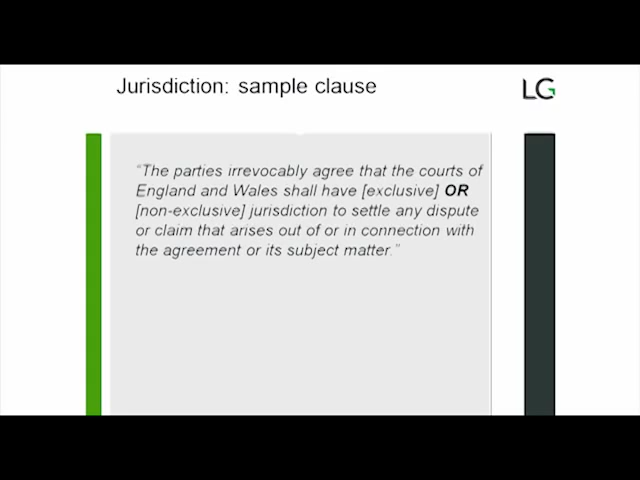 Jurisdiction: sample clause
LG
“The parties irrevocably agree that the courts of
England and Wales shall have [exclusive] OR
[non-exclusive] jurisdiction to settle any dispute
or claim that arises out of or in connection with
the agreement or its subject matter.”